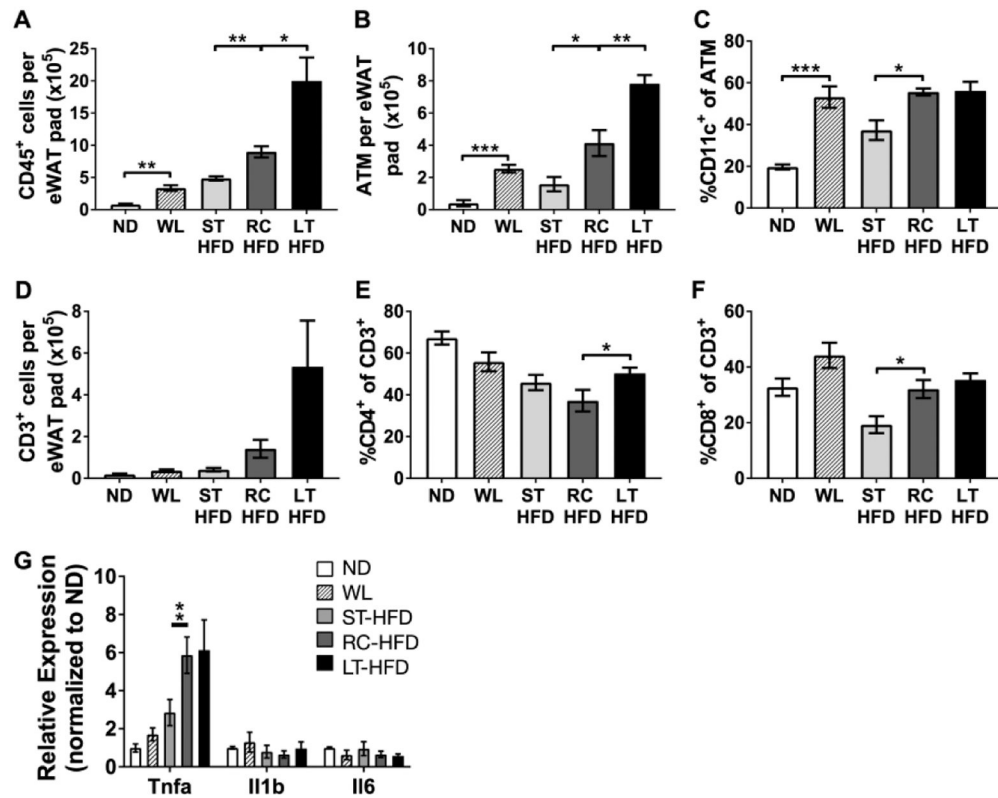 A
CD45+ cells per
eWAT pad (x10⁵)
25
20
15
10
5
0
** *
**
ND WL ST RC LT
HFD HFD HFD
B
ATM per eWAT
pad (x10⁵)
10
8
6
4
2
0
* **
***
ND WL ST RC LT
HFD HFD HFD
C
%CD11c⁺ of ATM
80
60
40
20
0
*** *
ND WL ST RC LT
HFD HFD HFD
D
CD3⁺ cells per
eWAT pad (x10⁵)
8
6
4
2
0
ND WL ST RC LT
HFD HFD HFD
E
%CD4⁺ of CD3⁺
80
60
40
20
0
*
ND WL ST RC LT
HFD HFD HFD
F
%CD8⁺ of CD3⁺
60
40
20
0
*
ND WL ST RC LT
HFD HFD HFD
G
Relative Expression
(normalized to ND)
10
8
6
4
2
0
**
Tnfa Il1b Il6
ND
WL
ST-HFD
RC-HFD
LT-HFD